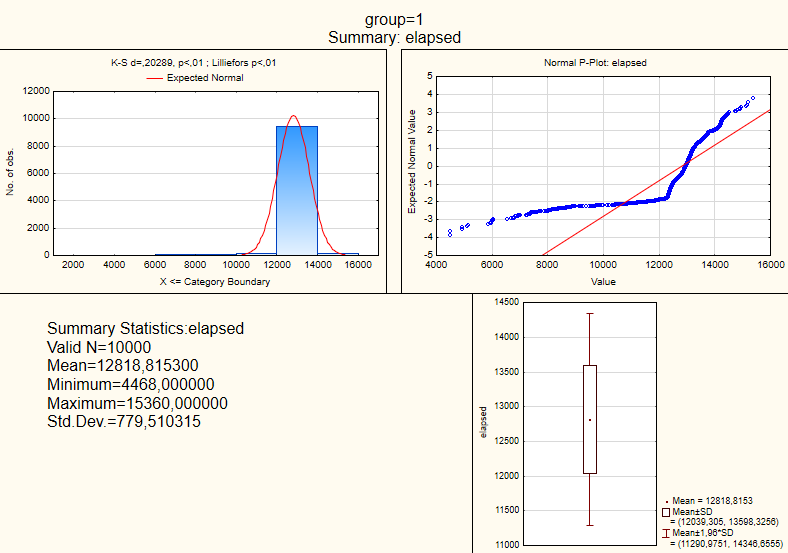 group=1
Summary: elapsed
K-S d=,20289, p<,01 ; Lilliefors p<,01
Expected Normal
12000
10000
8000
6000
4000
2000
0
No. of obs.
2000 4000 6000 8000 10000 12000 14000 16000
X <= Category Boundary
Normal P-Plot: elapsed
5
4
3
2
1
0
-1
-2
-3
-4
-5
Expected Normal Value
4000 6000 8000 10000 12000 14000 16000
Value
Summary Statistics:elapsed
Valid N=10000
Mean=12818,815300
Minimum=4468,000000
Maximum=15360,000000
Std.Dev.=779,510315
14500
14000
13500
13000
12500
12000
11500
11000
elapsed
Mean = 12818,8153
Mean±SD
= (12039,305, 13598,3256)
Mean±1,96*SD
= (11290,9751, 14346,6555)